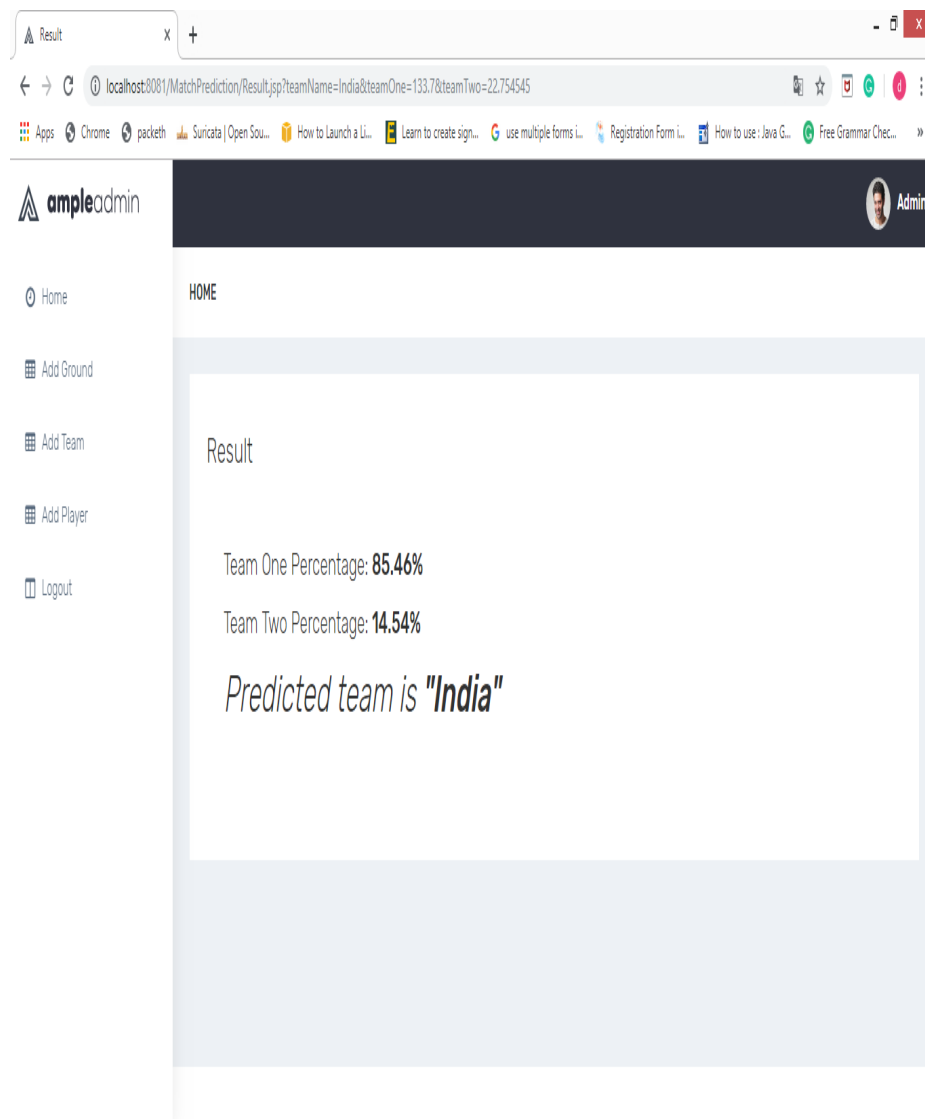 Result x +
localhost:8081/MatchPrediction/Result.jsp?teamName=India&teamOne=133.7&teamTwo=22.754545
Apps Chrome packeth Suricata | Open Sou... How to Launch a Li... Learn to create sign... use multiple forms i... Registration Form i... How to use : Java G... Free Grammar Chec... »
ampleadmin
Admin
Home
HOME
Add Ground
Add Team
Add Player
Logout
Result
Team One Percentage: 85.46%
Team Two Percentage: 14.54%
Predicted team is "India"